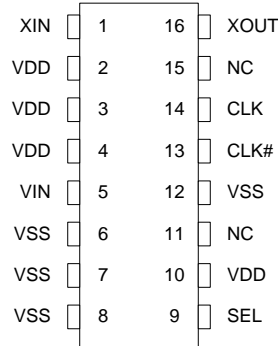 XIN 1 16 XOUT
VDD 2 15 NC
VDD 3 14 CLK
VDD 4 13 CLK#
VIN 5 12 VSS
VSS 6 11 NC
VSS 7 10 VDD
VSS 8 9 SEL